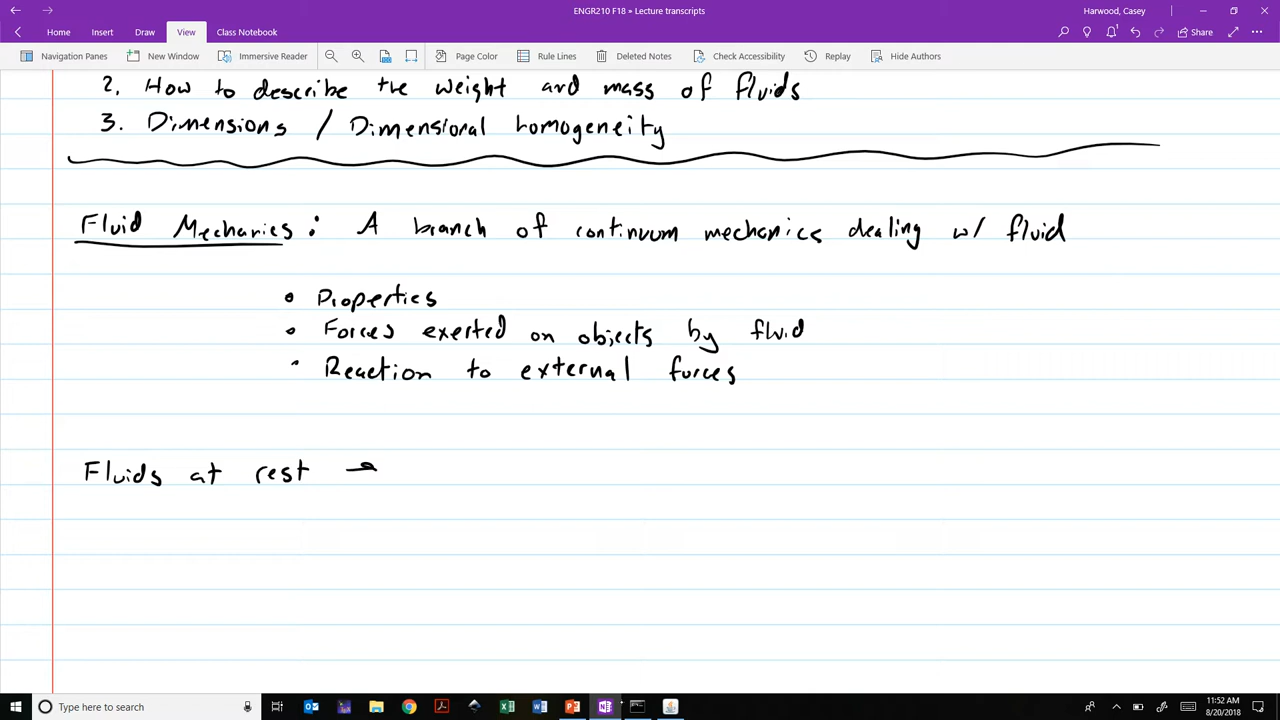 ENGR210 F18 » Lecture transcripts
Harwood, Casey
Home Insert Draw View Class Notebook
Share
Navigation Panes New Window Immersive Reader Page Color Rule Lines Deleted Notes Check Accessibility Replay Hide Authors
2. How to describe the weight and mass of fluids
3. Dimensions / Dimensional homogeneity
Fluid Mechanics: A branch of continuum mechanics dealing w/ fluid
• Properties
• Forces exerted on objects by fluid
• Reaction to external forces
Fluids at rest →
Type here to search
11:52 AM
8/20/2018